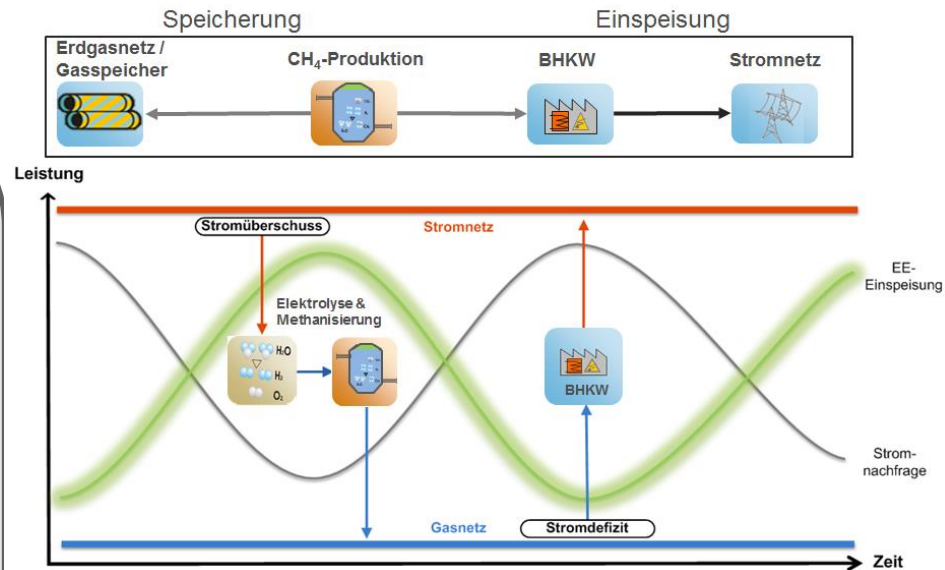 Speicherung
Einspeisung
Erdgasnetz /
Gasspeicher
CH₄-Produktion
BHKW
Stromnetz
Leistung
Stromüberschuss
Stromnetz
EE-
Einspeisung
Elektrolyse &
Methanisierung
H₂O
H₂
O₂
BHKW
Strom-
nachfrage
Gasnetz
Stromdefizit
Zeit